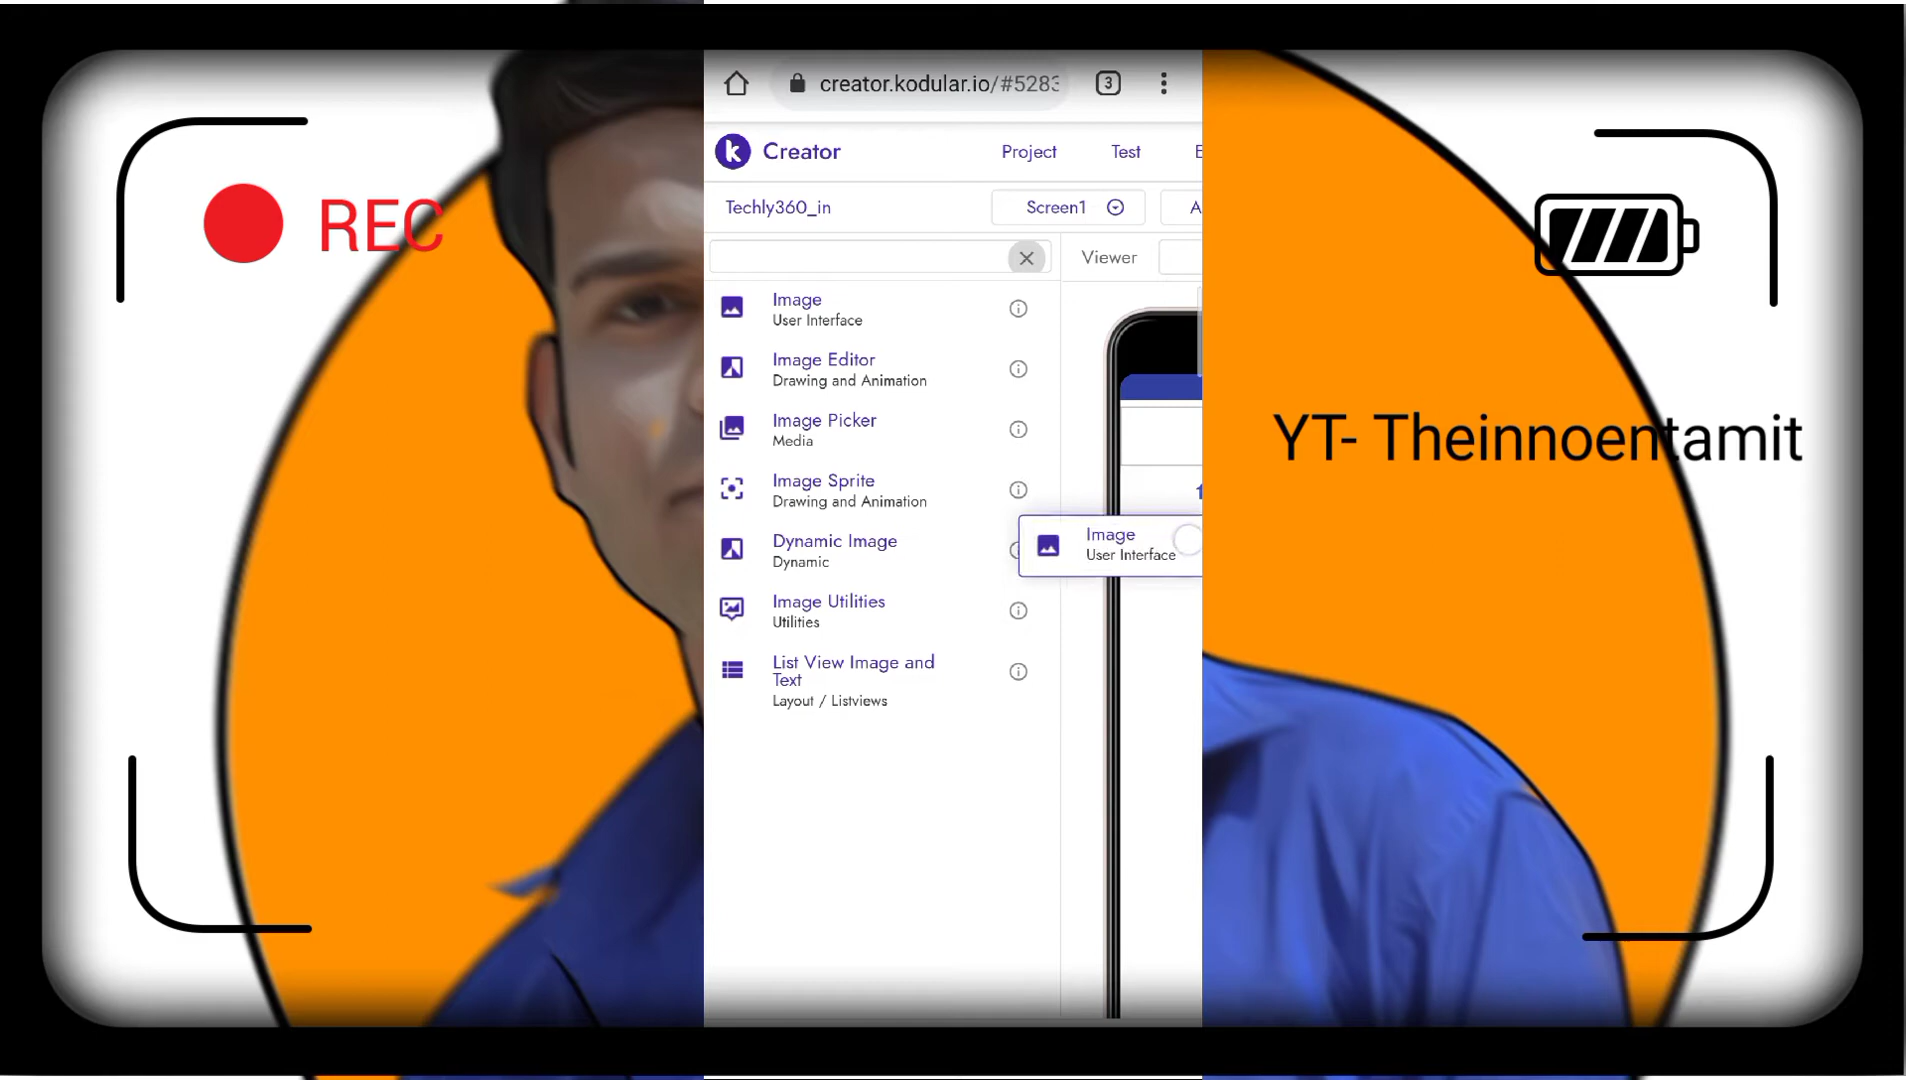 creator.kodular.io/#5283
3
k Creator
Project
Test
Techly360_in
Screen1
A
Viewer
REC
YT- Theinnoentamit
Image
User Interface
Image Editor
Drawing and Animation
Image Picker
Media
Image Sprite
Drawing and Animation
Dynamic Image
Dynamic
Image
User Interface
Image Utilities
Utilities
List View Image and
Text
Layout / Listviews